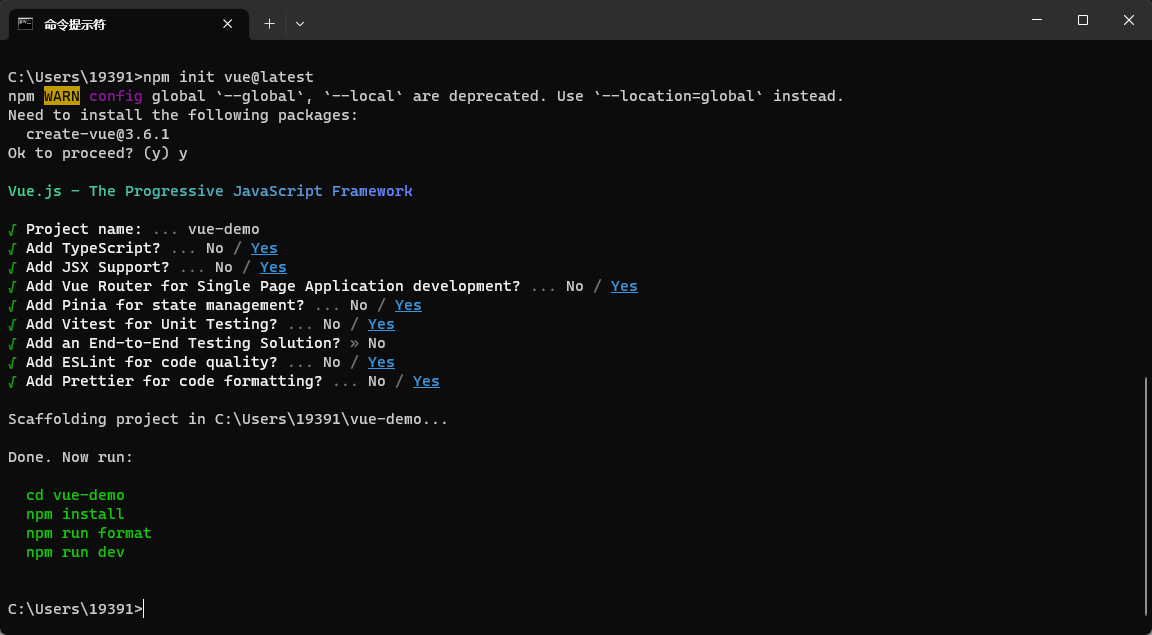 命令提示符
C:\Users\19391>npm init vue@latest
npm WARN config global `--global`, `--local` are deprecated. Use `--location=global` instead.
Need to install the following packages:
  create-vue@3.6.1
Ok to proceed? (y) y
Vue.js - The Progressive JavaScript Framework
√ Project name: ... vue-demo
√ Add TypeScript? ... No / Yes
√ Add JSX Support? ... No / Yes
√ Add Vue Router for Single Page Application development? ... No / Yes
√ Add Pinia for state management? ... No / Yes
√ Add Vitest for Unit Testing? ... No / Yes
√ Add an End-to-End Testing Solution? » No
√ Add ESLint for code quality? ... No / Yes
√ Add Prettier for code formatting? ... No / Yes
Scaffolding project in C:\Users\19391\vue-demo...
Done. Now run:
  cd vue-demo
  npm install
  npm run format
  npm run dev
C:\Users\19391>